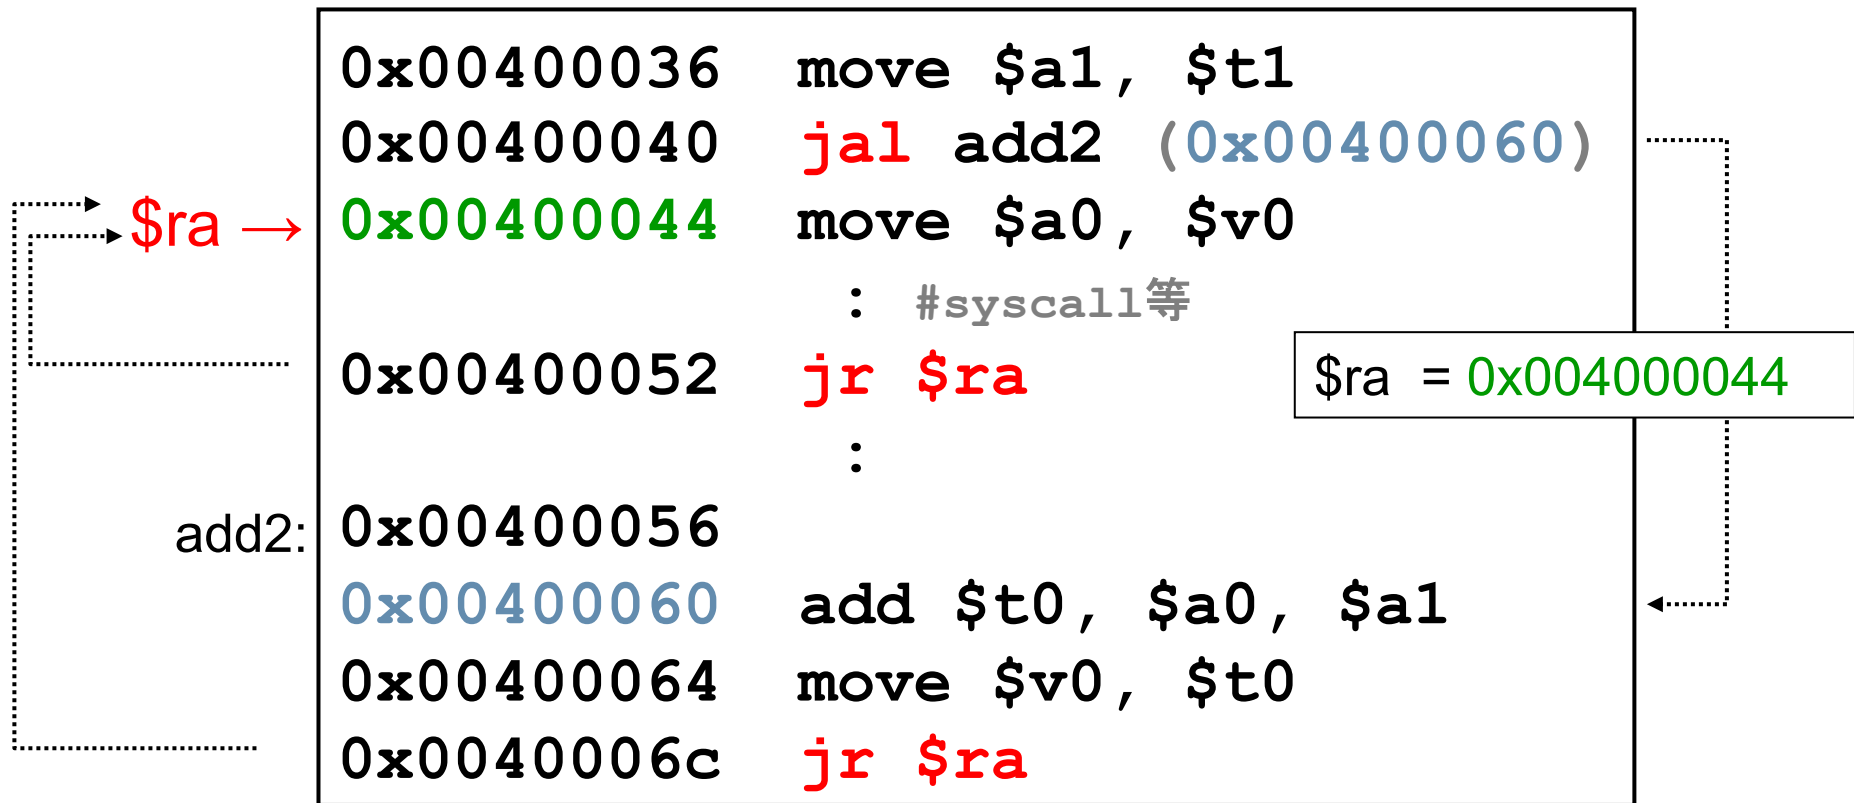 0x00400036 move $a1, $t1
0x00400040 jal add2 (0x00400060)
$ra → 0x00400044 move $a0, $v0
: #syscall等
0x00400052 jr $ra
$ra = 0x004000044
:
add2: 0x00400056
0x00400060 add $t0, $a0, $a1
0x00400064 move $v0, $t0
0x0040006c jr $ra